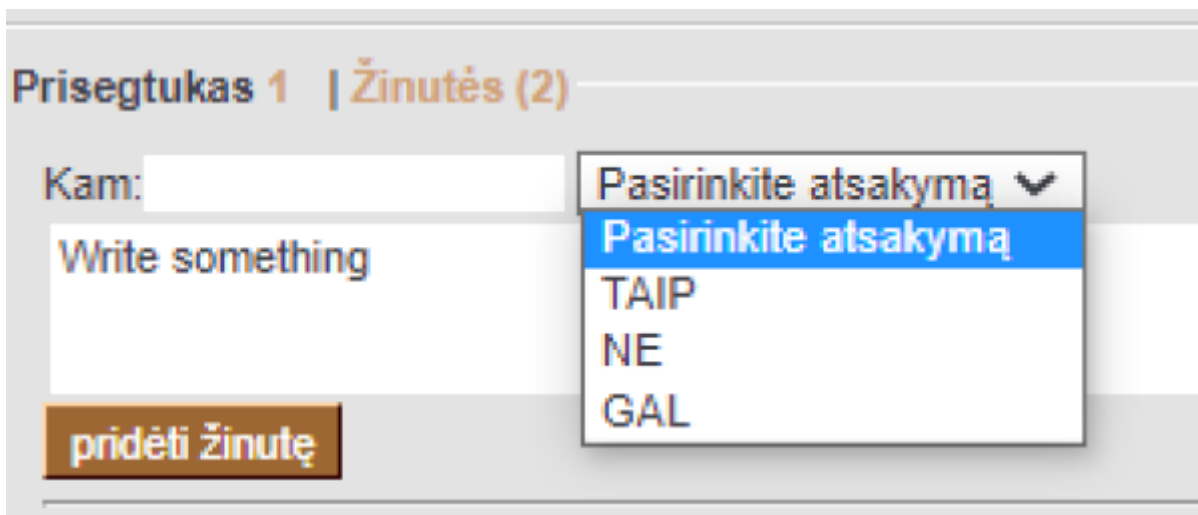 Prisegtukas 1 | Žinutės (2)
Kam: Pasirinkite atsakymą
Write something
Pasirinkite atsakymą
TAIP
NE
GAL
pridėti žinutę